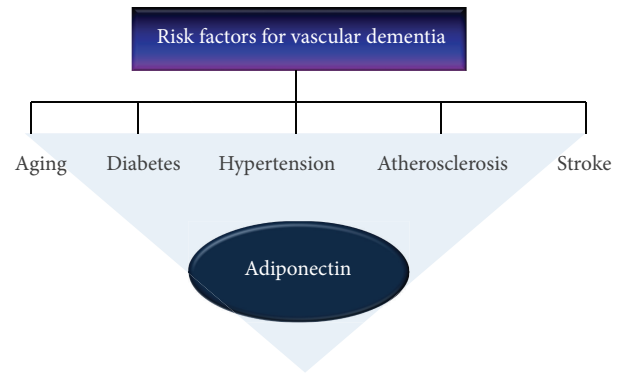 Risk factors for vascular dementia
Aging Diabetes Hypertension Atherosclerosis Stroke
Adiponectin